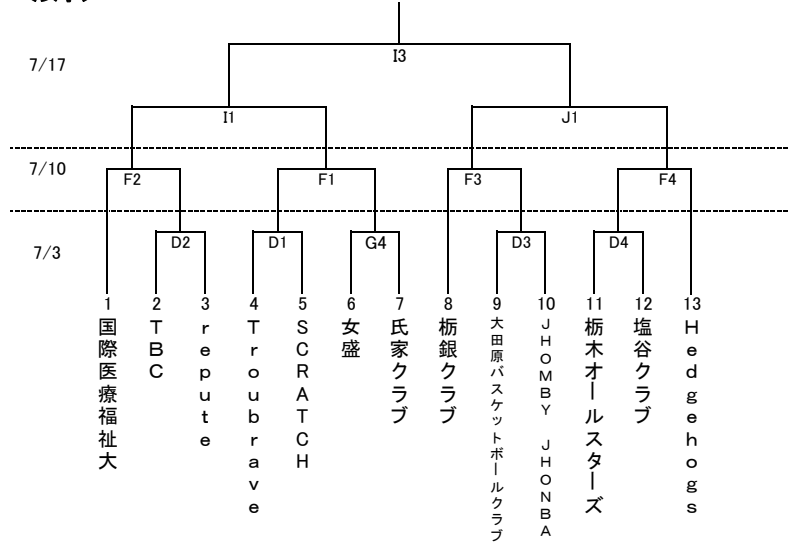 7/17
I3
I1
J1
7/10
F2
F1
F3
F4
7/3
D2
D1
G4
D3
D4
1
2
3
4
5
6
7
8
9
10
11
12
13
国際医療福祉大
TBC
repute
Troubrave
SCRATCH
女盛
氏家クラブ
栃銀クラブ
大田原バスケットボールクラブ
JHOMBY JHONBA
栃木オールスターズ
塩谷クラブ
Hedgehogs